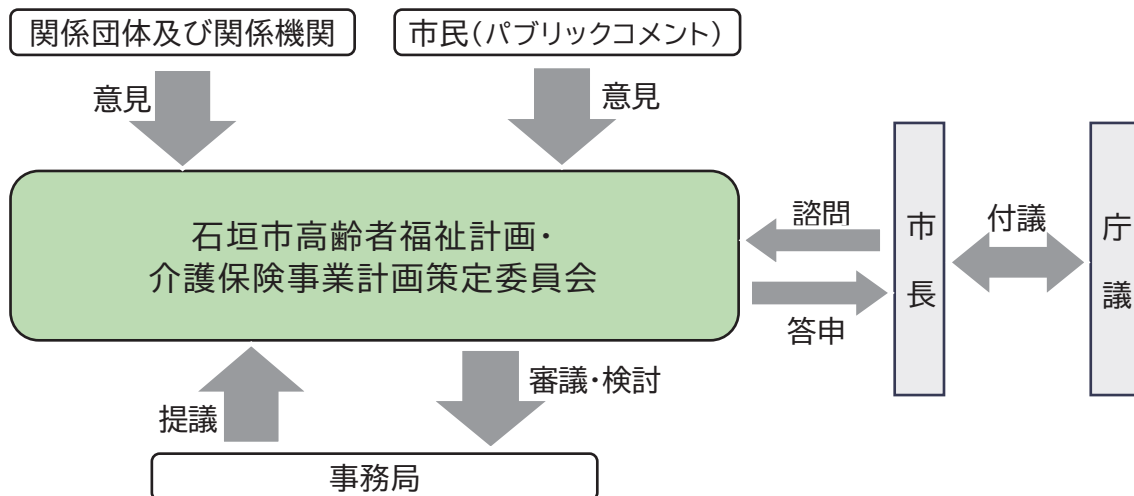 関係団体及び関係機関
市民(パブリックコメント)
意見
意見
石垣市高齢者福祉計画・
介護保険事業計画策定委員会
諮問
答申
市長
付議
庁議
提議
審議・検討
事務局